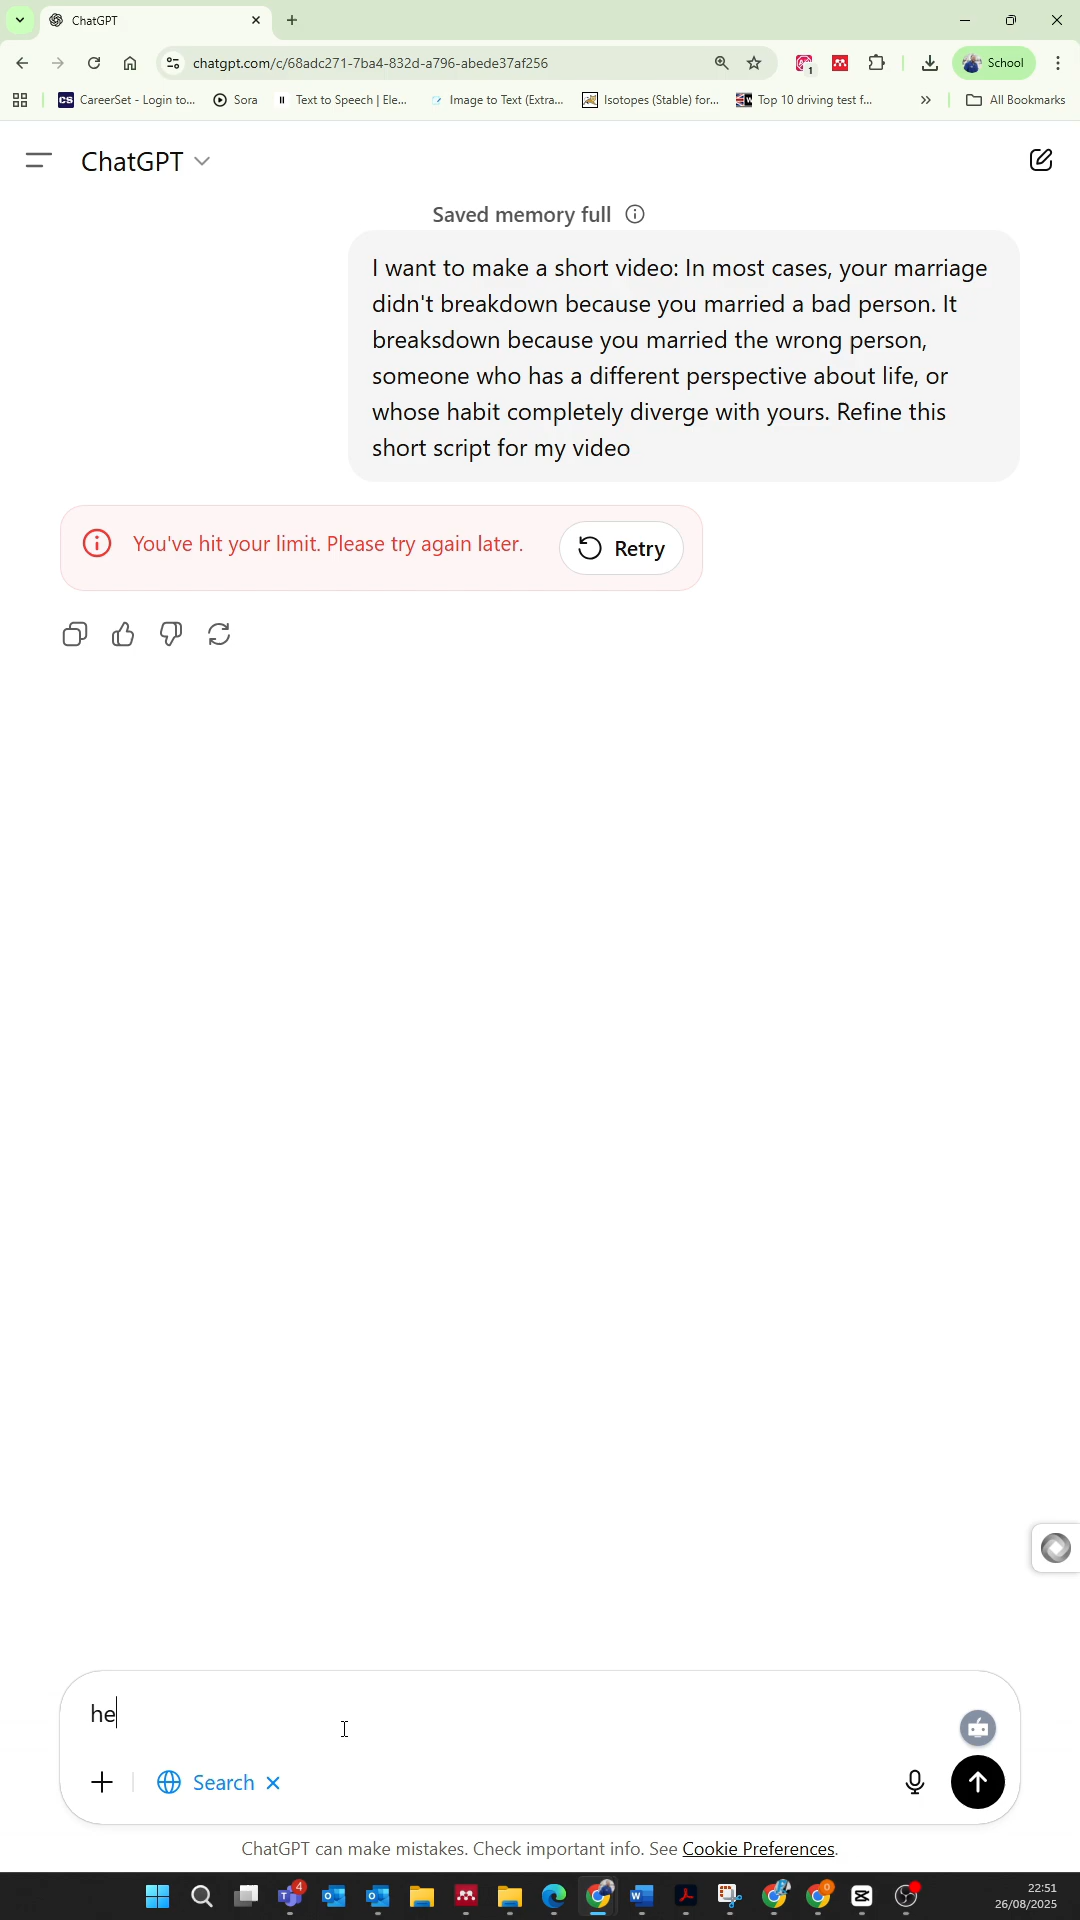 ChatGPT
chatgpt.com/c/68adc271-7ba4-832d-a796-abede37af256
1
School
CareerSet - Login to...
Sora
Text to Speech | Ele...
Image to Text (Extra...
Isotopes (Stable) for...
Top 10 driving test f...
All Bookmarks
ChatGPT
Saved memory full
I want to make a short video: In most cases, your marriage
didn't breakdown because you married a bad person. It
breaksdown because you married the wrong person,
someone who has a different perspective about life, or
whose habit completely diverge with yours. Refine this
short script for my video
You've hit your limit. Please try again later.
Retry
he
Search
ChatGPT can make mistakes. Check important info. See Cookie Preferences.
4
22:51
26/08/2025